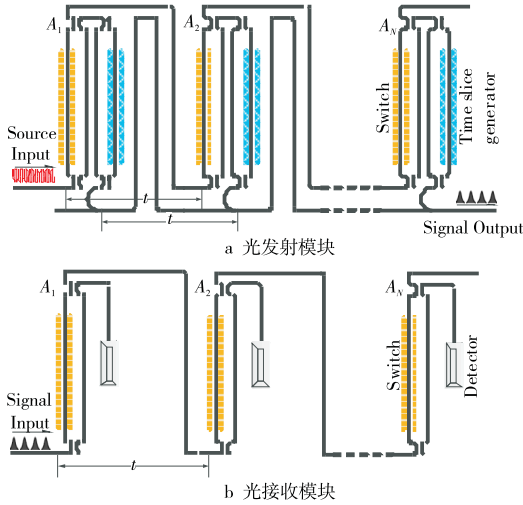 A1
A2
AN
Switch
Time slice
generator
Source
Input
t
t
Signal Output
a 光发射模块
A1
A2
AN
Switch
Detector
Signal
Input
t
b 光接收模块